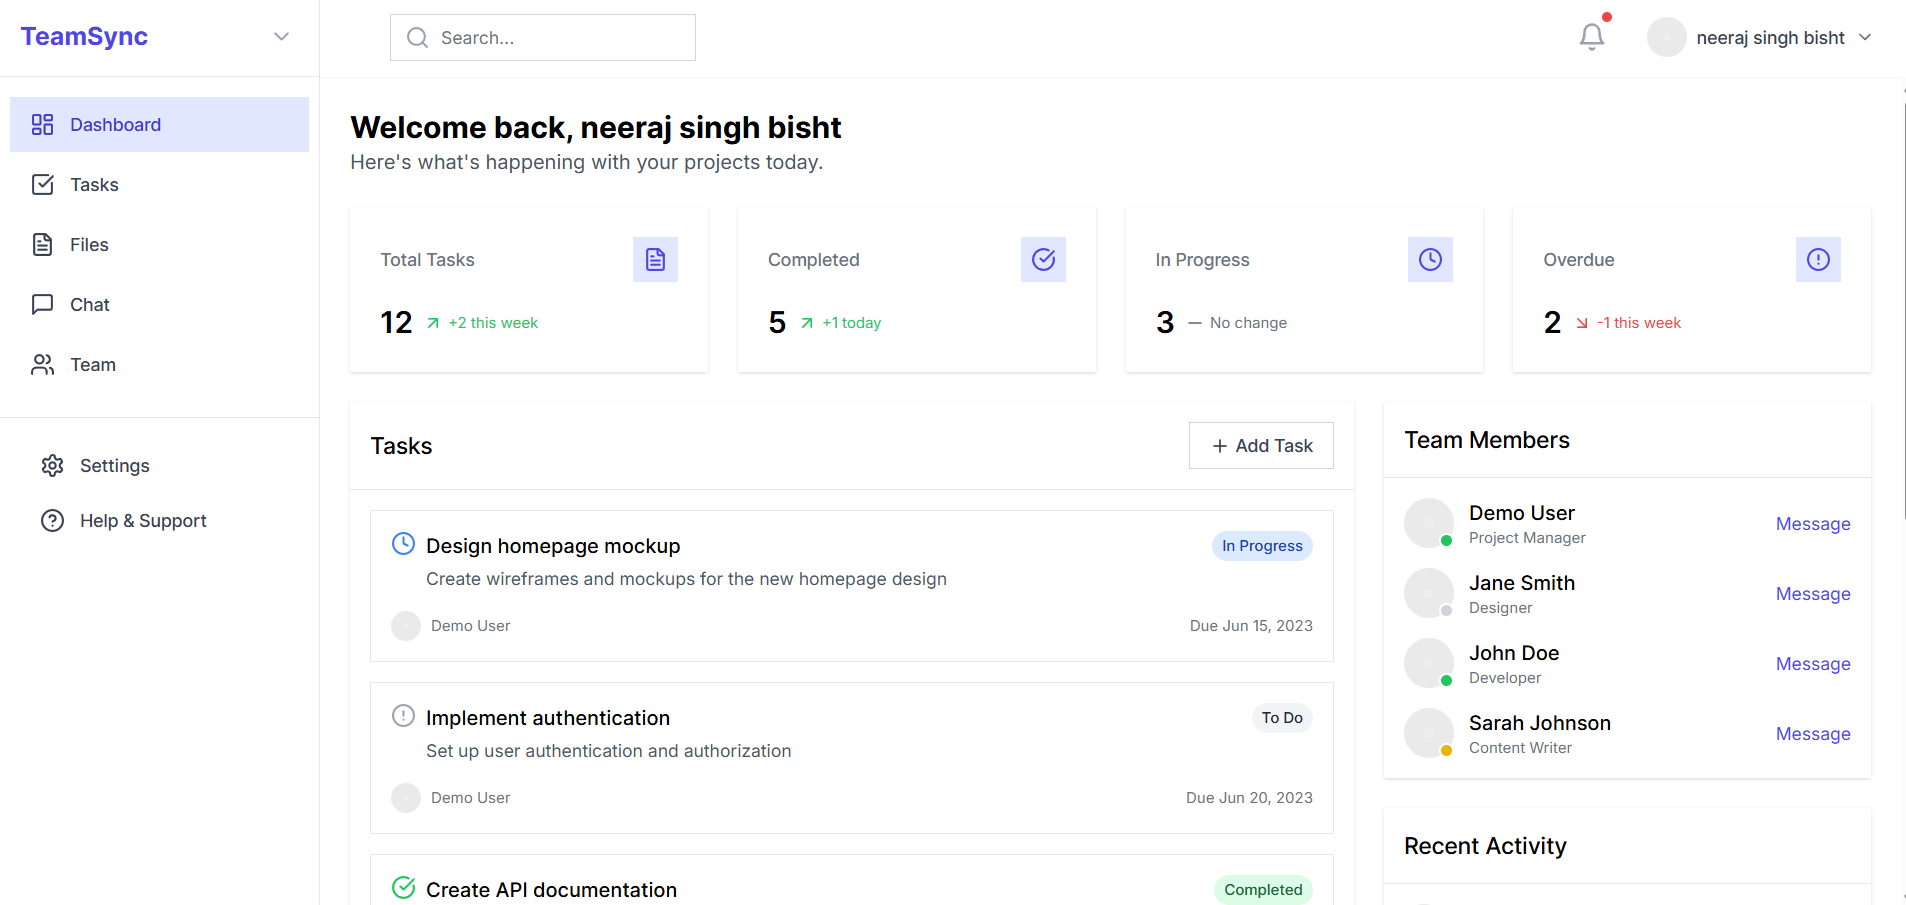 TeamSync
Search...
neeraj singh bisht
Dashboard
Tasks
Files
Chat
Team
Settings
Help & Support
Welcome back, neeraj singh bisht
Here's what's happening with your projects today.
Total Tasks
12 +2 this week
Completed
5 +1 today
In Progress
3 No change
Overdue
2 -1 this week
Tasks
+ Add Task
Design homepage mockup
In Progress
Create wireframes and mockups for the new homepage design
Demo User
Due Jun 15, 2023
Implement authentication
To Do
Set up user authentication and authorization
Demo User
Due Jun 20, 2023
Create API documentation
Completed
Team Members
Demo User
Project Manager
Message
Jane Smith
Designer
Message
John Doe
Developer
Message
Sarah Johnson
Content Writer
Message
Recent Activity